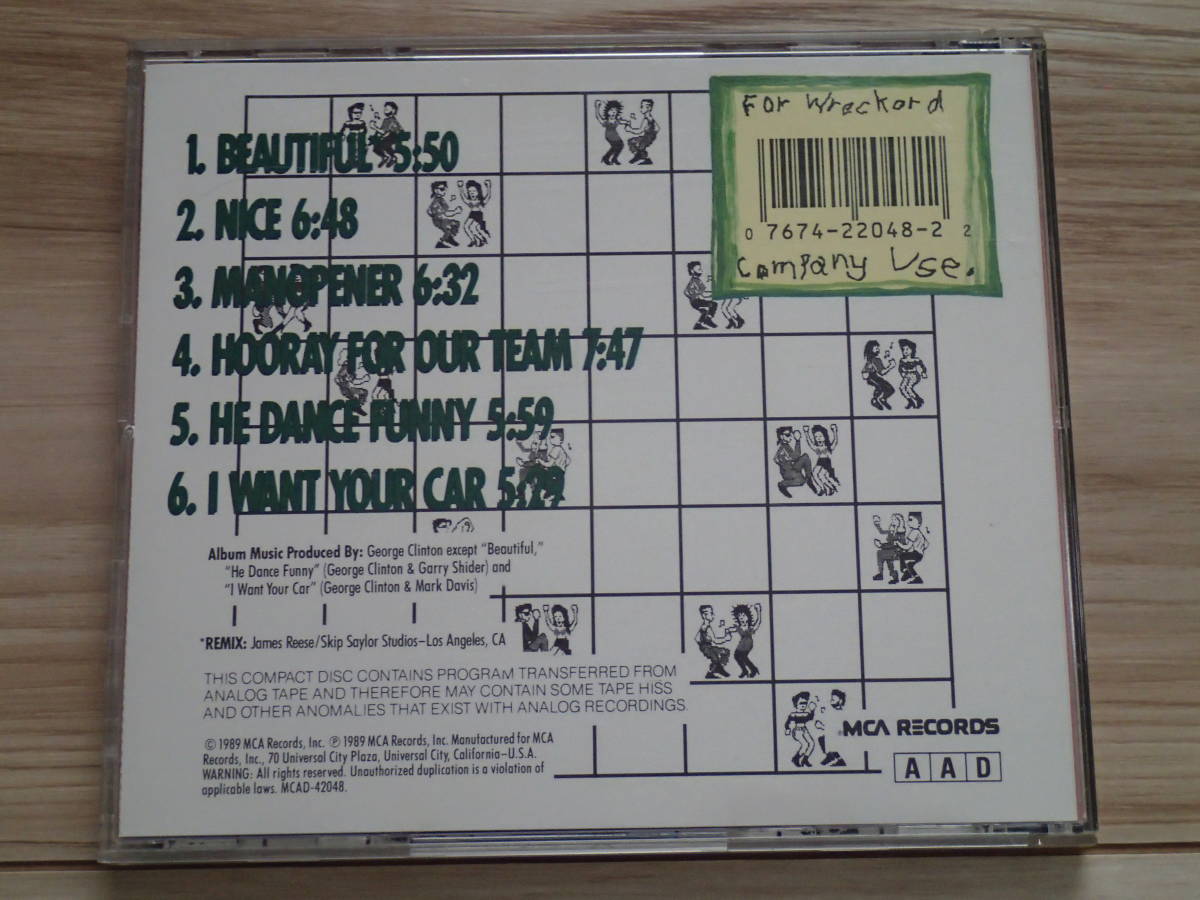 1. BEAUTIFUL* 5:50
2. NICE 6:48
3. MANOPENER 6:32
4. HOORAY FOR OUR TEAM 7:47
5. HE DANCE FUNNY 5:59
6. I WANT YOUR CAR 5:29
For Wreckord
0 7674-22048-2 2
Company Use.
Album Music Produced By: George Clinton except "Beautiful,"
"He Dance Funny" (George Clinton & Garry Shider) and
"I Want Your Car" (George Clinton & Mark Davis)
*REMIX: James Reese/Skip Saylor Studios–Los Angeles, CA
THIS COMPACT DISC CONTAINS PROGRAM TRANSFERRED FROM
ANALOG TAPE AND THEREFORE MAY CONTAIN SOME TAPE HISS
AND OTHER ANOMALIES THAT EXIST WITH ANALOG RECORDINGS.
© 1989 MCA Records, Inc. ℗ 1989 MCA Records, Inc. Manufactured for MCA
Records, Inc., 70 Universal City Plaza, Universal City, California–U.S.A.
WARNING: All rights reserved. Unauthorized duplication is a violation of
applicable laws. MCAD-42048.
MCA RECORDS
A A D